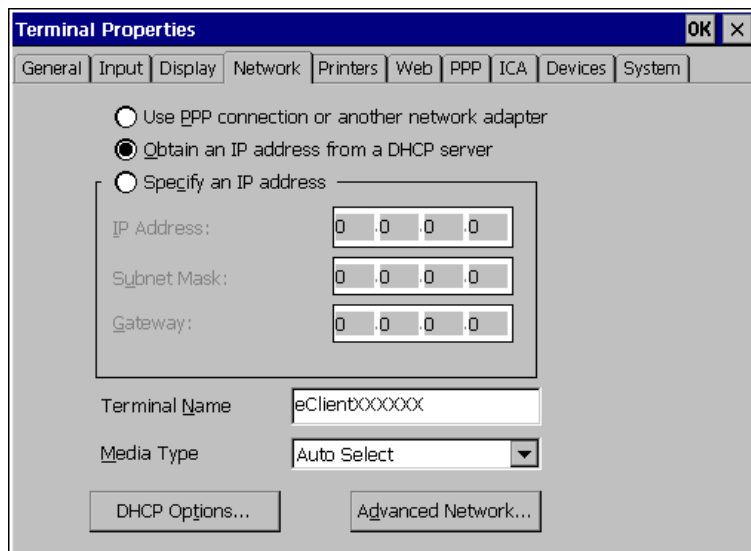 Terminal Properties OK ×
General Input Display Network Printers Web PPP ICA Devices System
Use PPP connection or another network adapter
Obtain an IP address from a DHCP server
Specify an IP address
IP Address: 0 .0 .0 .0
Subnet Mask: 0 .0 .0 .0
Gateway: 0 .0 .0 .0
Terminal Name eClientXXXXXX
Media Type Auto Select
DHCP Options... Advanced Network...